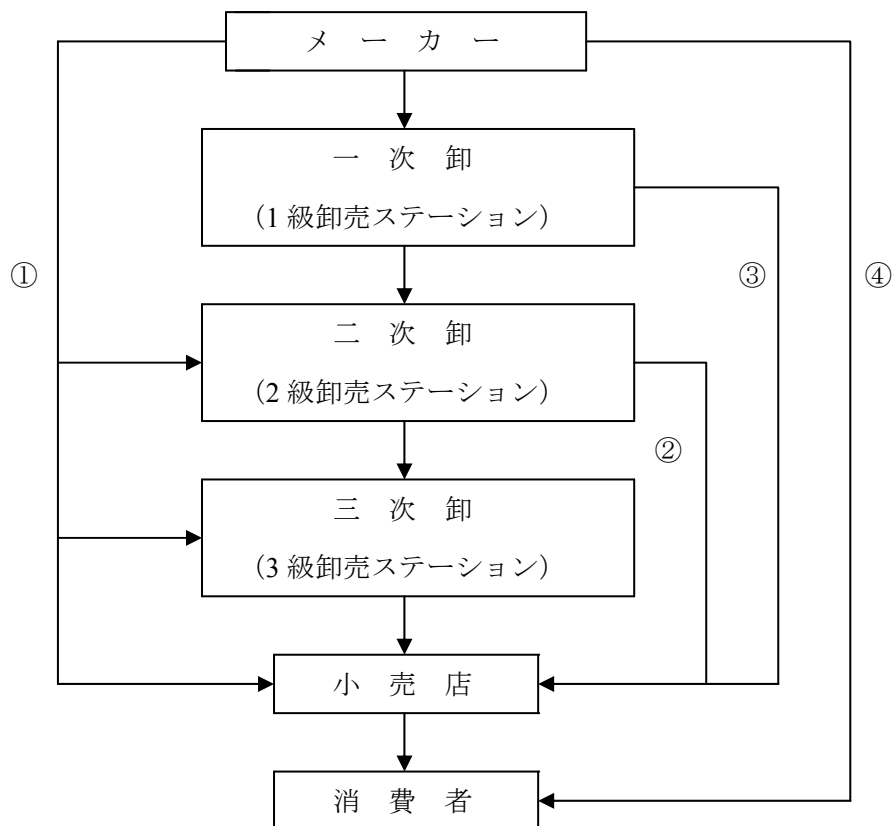 メ ー カ ー
一 次 卸
（1 級卸売ステーション）
①
③
④
二 次 卸
（2 級卸売ステーション）
②
三 次 卸
（3 級卸売ステーション）
小 売 店
消 費 者